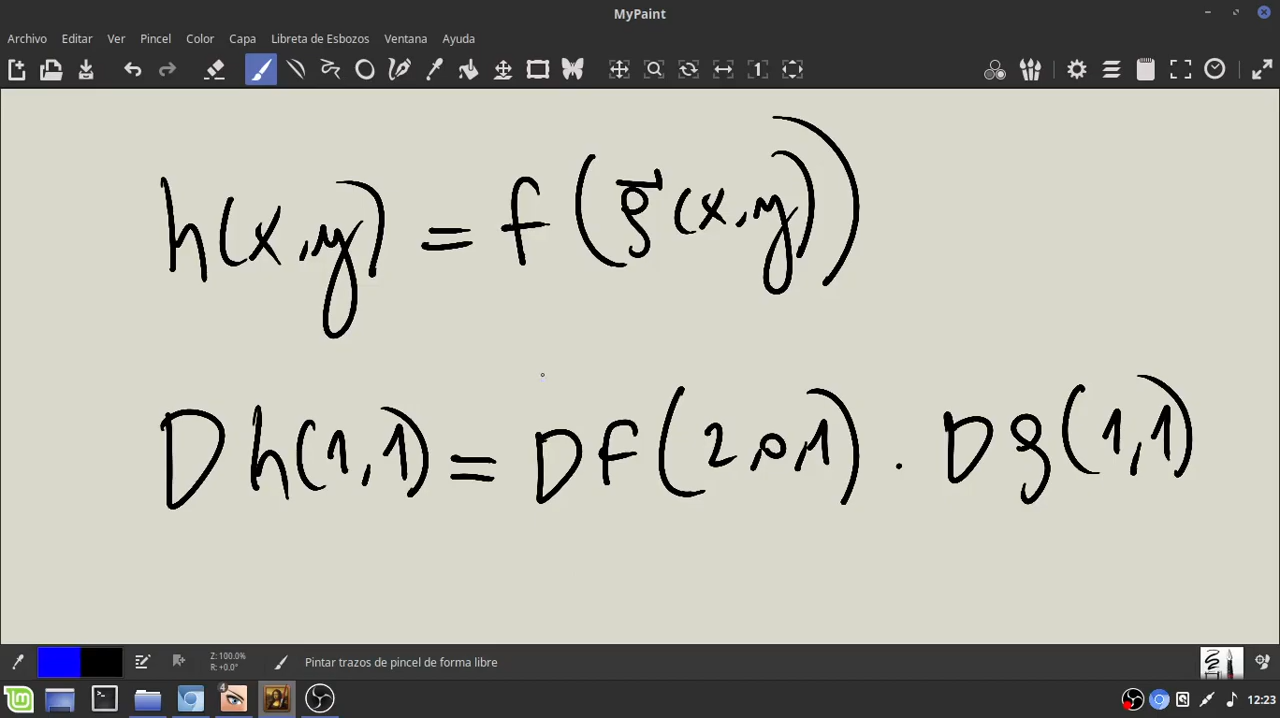 MyPaint
Archivo Editar Ver Pincel Color Capa Libreta de Esbozos Ventana Ayuda
h(x,y) = f(g⃗(x,y))
Dh(1,1) = Df(2,0,1) . Dg(1,1)
Z: 100.0%
R: +0.0°
Pintar trazos de pincel de forma libre
4
12:23